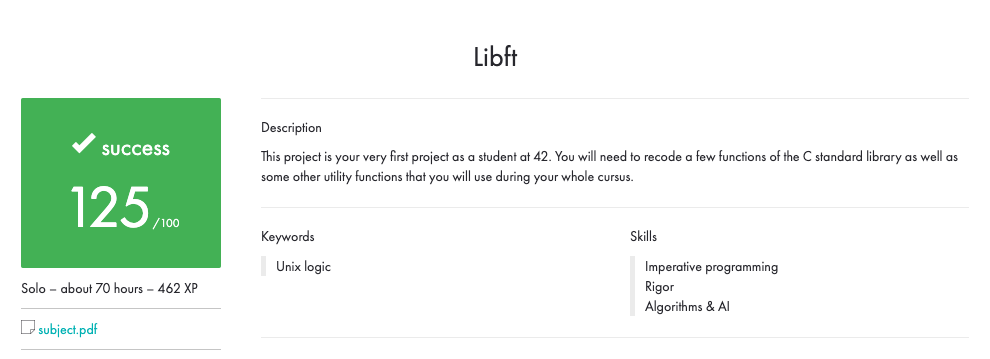 Libft
success
125 /100
Solo – about 70 hours – 462 XP
subject.pdf
Description
This project is your very first project as a student at 42. You will need to recode a few functions of the C standard library as well as
some other utility functions that you will use during your whole cursus.
Keywords
Unix logic
Skills
Imperative programming
Rigor
Algorithms & AI